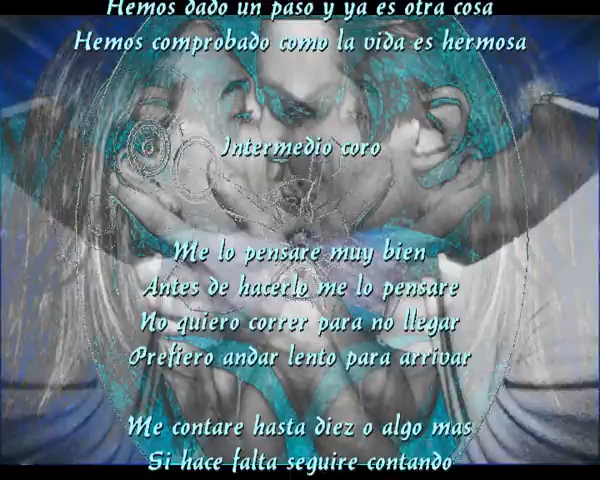 Hemos dado un paso y ya es otra cosa
Hemos comprobado como la vida es hermosa
Intermedio coro
Me lo pensare muy bien
Antes de hacerlo me lo pensare
No quiero correr para no llegar
Prefiero andar lento para arrivar
Me contare hasta diez o algo mas
Si hace falta seguire contando